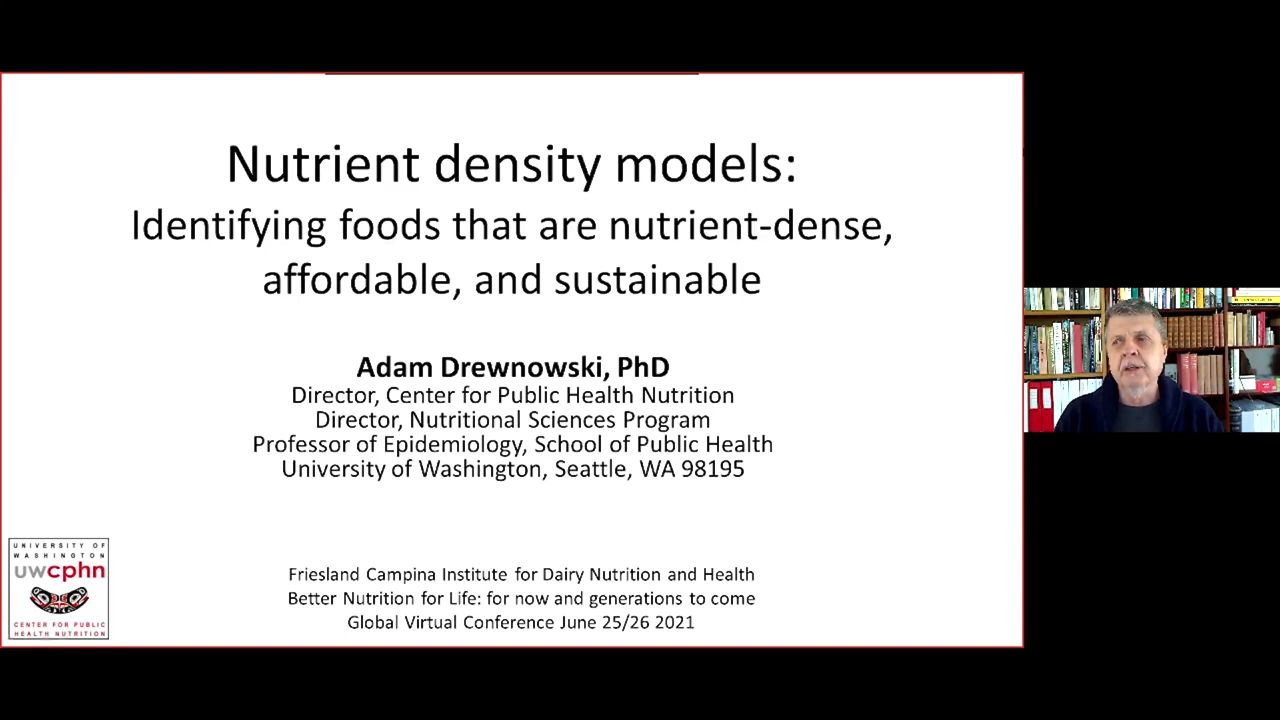 Nutrient density models:
Identifying foods that are nutrient-dense,
affordable, and sustainable
Adam Drewnowski, PhD
Director, Center for Public Health Nutrition
Director, Nutritional Sciences Program
Professor of Epidemiology, School of Public Health
University of Washington, Seattle, WA 98195
UNIVERSITY OF
WASHINGTON
uwcphn
CENTER FOR PUBLIC
HEALTH NUTRITION
Friesland Campina Institute for Dairy Nutrition and Health
Better Nutrition for Life: for now and generations to come
Global Virtual Conference June 25/26 2021